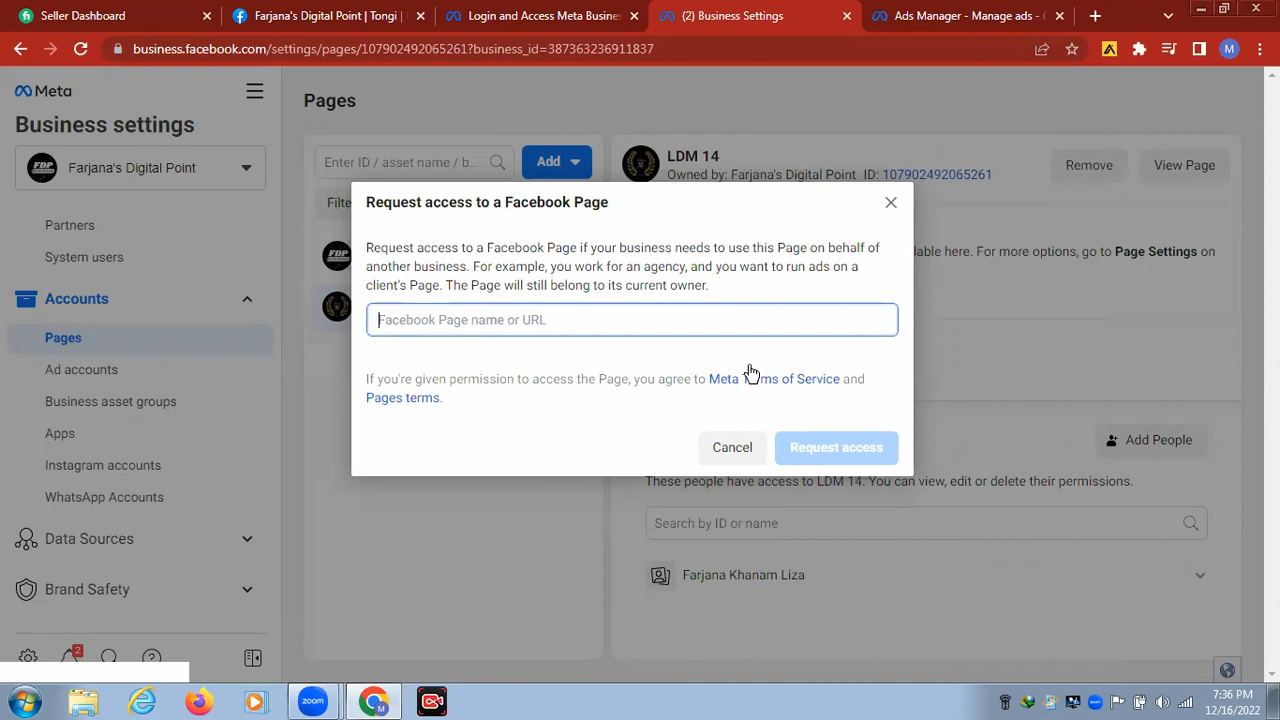 Seller Dashboard
Farjana's Digital Point | Tongi |
Login and Access Meta Busine
(2) Business Settings
Ads Manager - Manage ads - C
business.facebook.com/settings/pages/107902492065261?business_id=387363236911837
M
Meta
Business settings
FDP
Farjana's Digital Point
Partners
System users
Accounts
Pages
Ad accounts
Business asset groups
Apps
Instagram accounts
WhatsApp Accounts
Data Sources
Brand Safety
2
Pages
Enter ID / asset name / b...
Add
Filte
FDP
LDM 14
Owned by: Farjana's Digital Point ID: 107902492065261
Remove
View Page
lable here. For more options, go to Page Settings on
Request access to a Facebook Page
Request access to a Facebook Page if your business needs to use this Page on behalf of
another business. For example, you work for an agency, and you want to run ads on a
client's Page. The Page will still belong to its current owner.
Facebook Page name or URL
If you're given permission to access the Page, you agree to Meta Terms of Service and
Pages terms.
Cancel
Request access
Add People
These people have access to LDM 14. You can view, edit or delete their permissions.
Search by ID or name
Farjana Khanam Liza
zoom
M
7:36 PM
12/16/2022